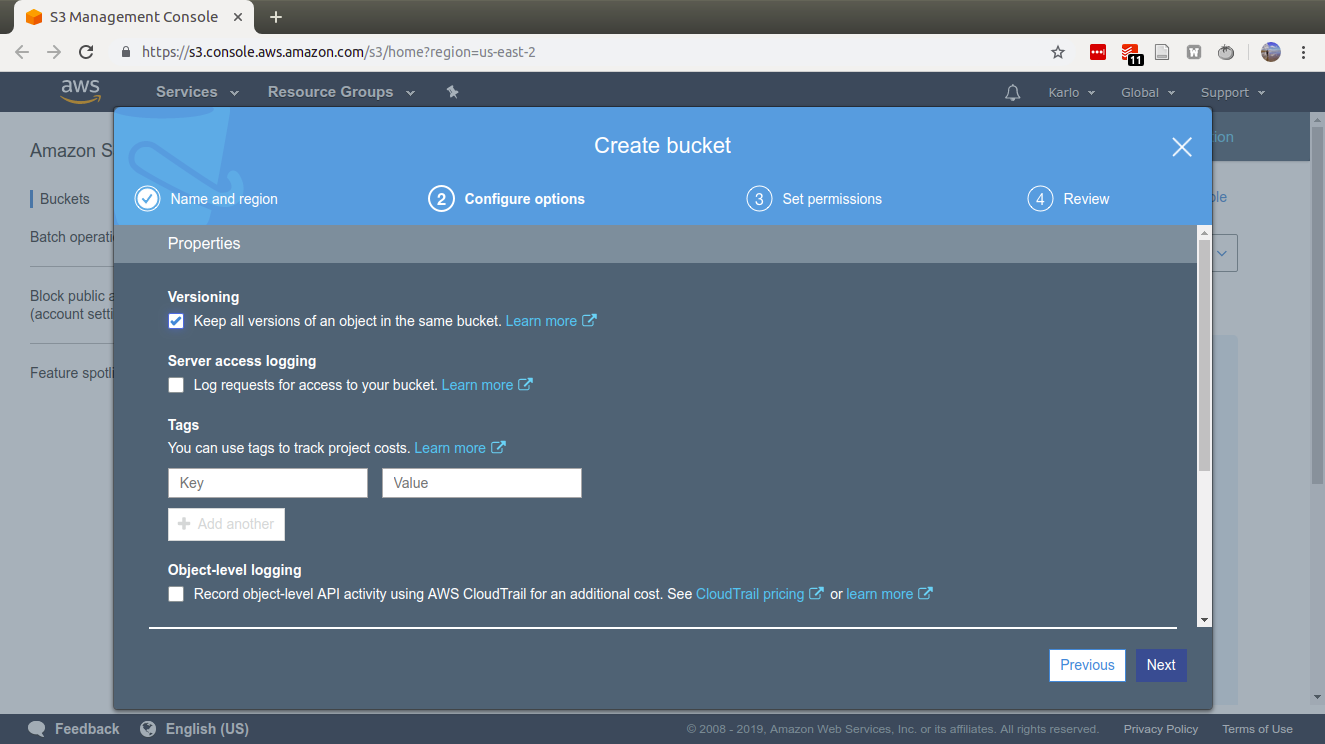 S3 Management Console
https://s3.console.aws.amazon.com/s3/home?region=us-east-2
11
W
aws
Services
Resource Groups
Karlo
Global
Support
Amazon S
Buckets
Batch operati
Block public a
(account setti
Feature spotli
Create bucket
Name and region
2 Configure options
3 Set permissions
4 Review
Properties
Versioning
Keep all versions of an object in the same bucket. Learn more
Server access logging
Log requests for access to your bucket. Learn more
Tags
You can use tags to track project costs. Learn more
Key Value
Add another
Object-level logging
Record object-level API activity using AWS CloudTrail for an additional cost. See CloudTrail pricing or learn more
Previous Next
Feedback English (US) © 2008 - 2019, Amazon Web Services, Inc. or its affiliates. All rights reserved. Privacy Policy Terms of Use